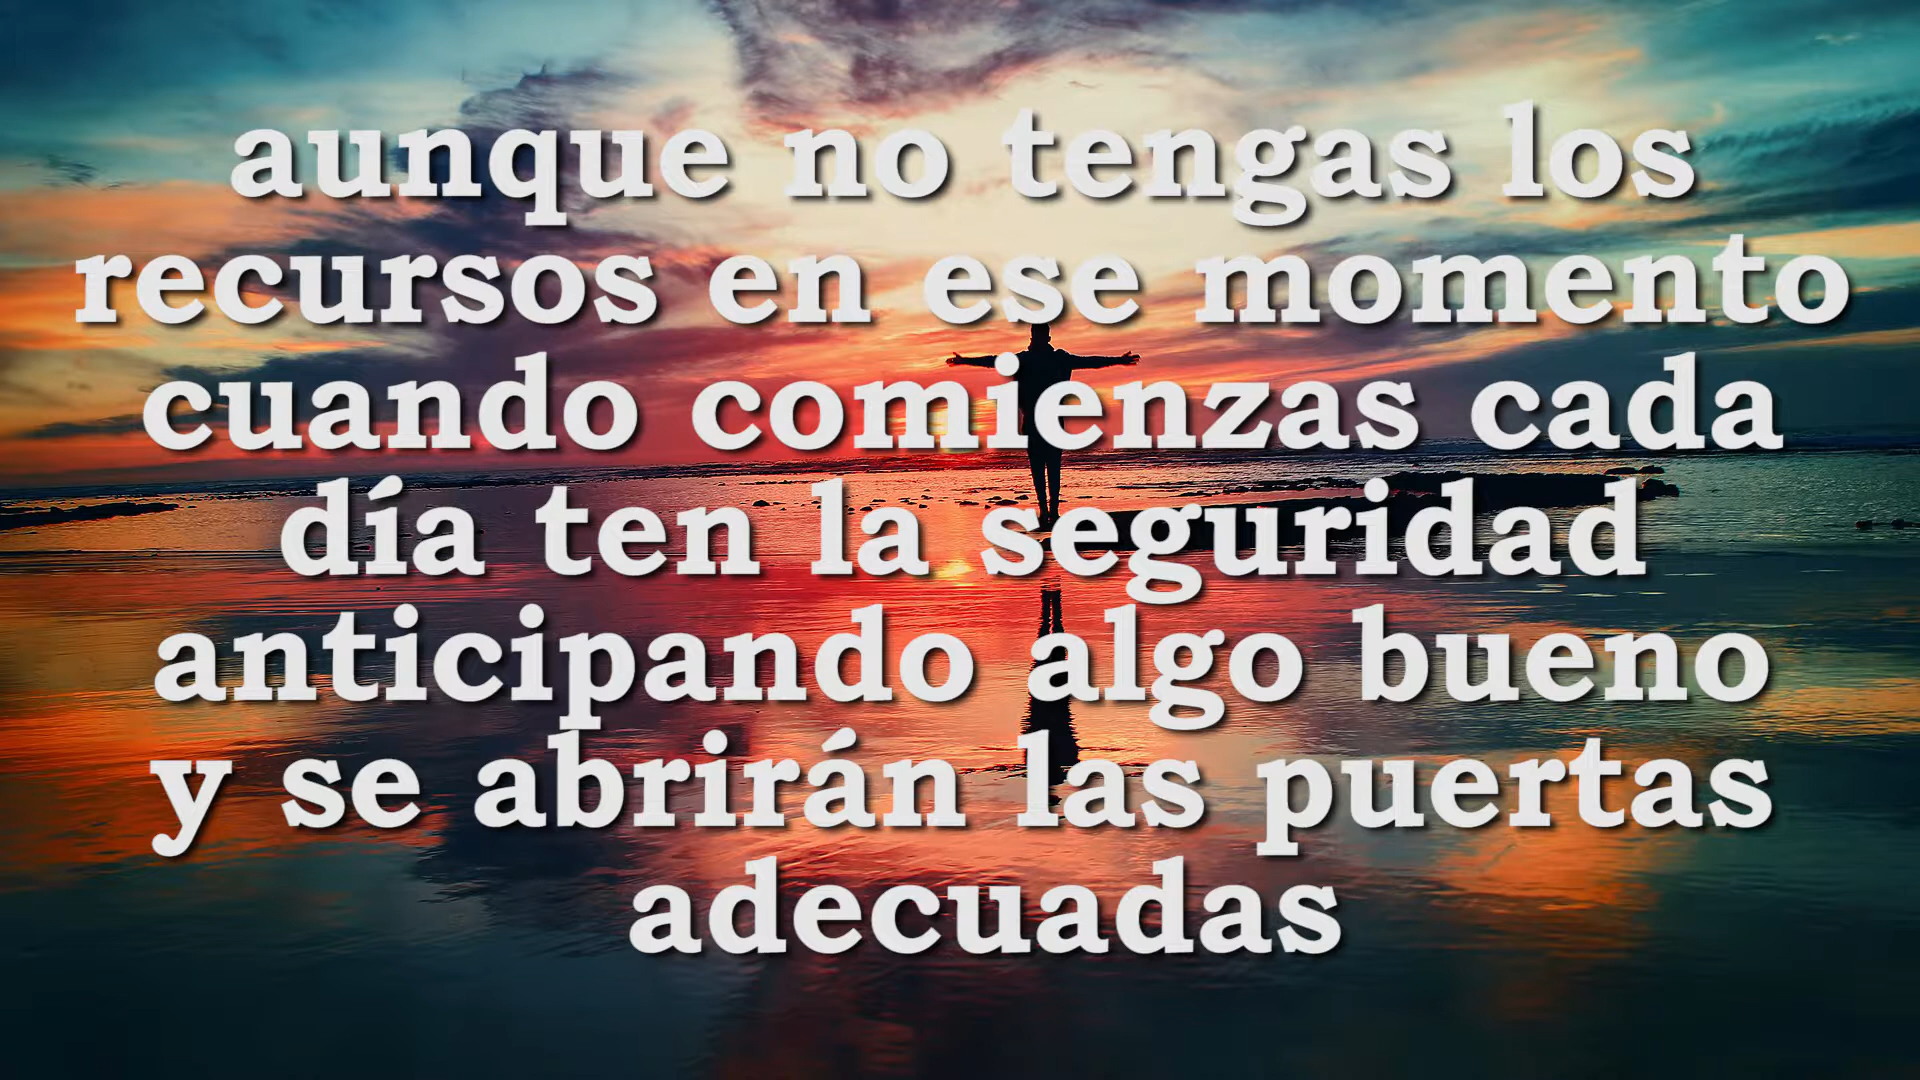 aunque no tengas los
recursos en ese momento
cuando comienzas cada
día ten la seguridad
anticipando algo bueno
y se abrirán las puertas
adecuadas